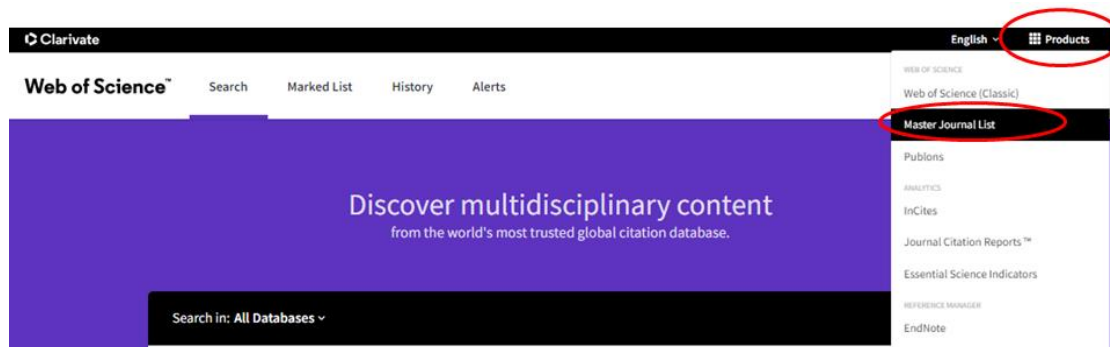 Clarivate
English
Products
Web of Science™
Search
Marked List
History
Alerts
WEB OF SCIENCE
Web of Science (Classic)
Master Journal List
Publons
ANALYTICS
InCites
Journal Citation Reports ™
Essential Science Indicators
REFERENCE MANAGER
EndNote
Discover multidisciplinary content
from the world's most trusted global citation database.
Search in: All Databases